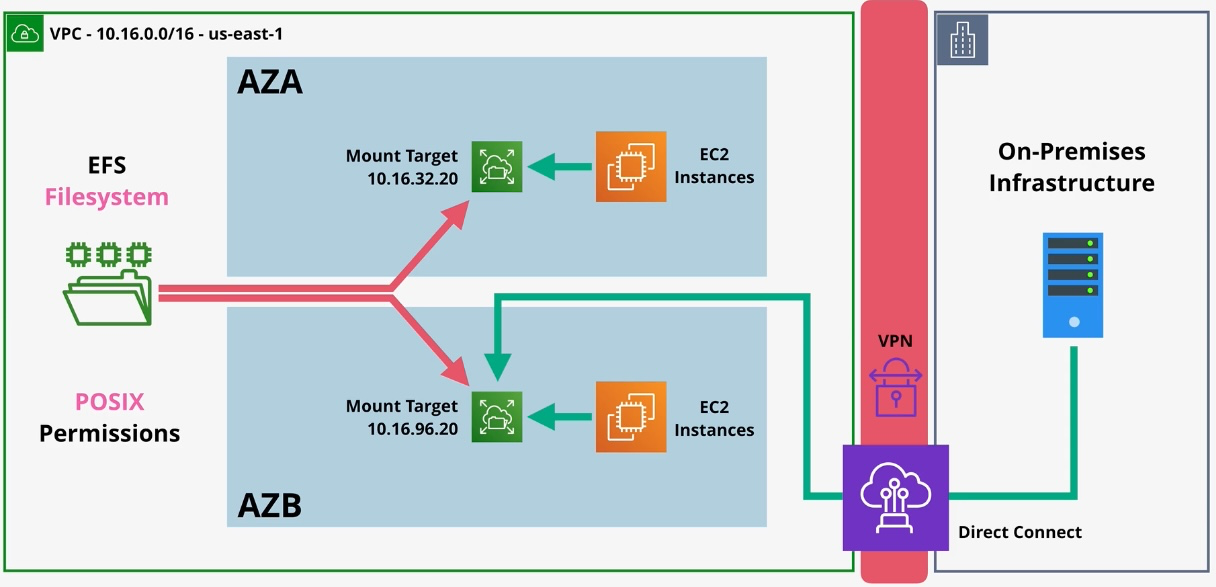 VPC - 10.16.0.0/16 - us-east-1
AZA
EFS
Filesystem
POSIX
Permissions
Mount Target
10.16.32.20
EC2
Instances
Mount Target
10.16.96.20
EC2
Instances
AZB
VPN
On-Premises
Infrastructure
Direct Connect